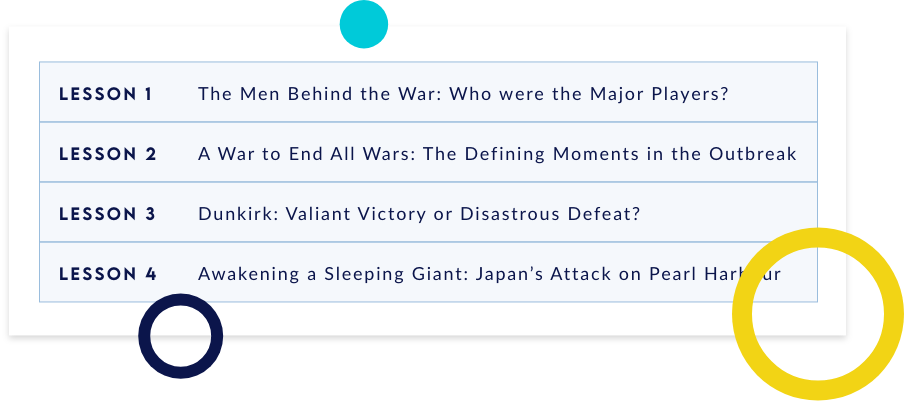 LESSON 1 The Men Behind the War: Who were the Major Players?
LESSON 2 A War to End All Wars: The Defining Moments in the Outbreak
LESSON 3 Dunkirk: Valiant Victory or Disastrous Defeat?
LESSON 4 Awakening a Sleeping Giant: Japan’s Attack on Pearl Harbour